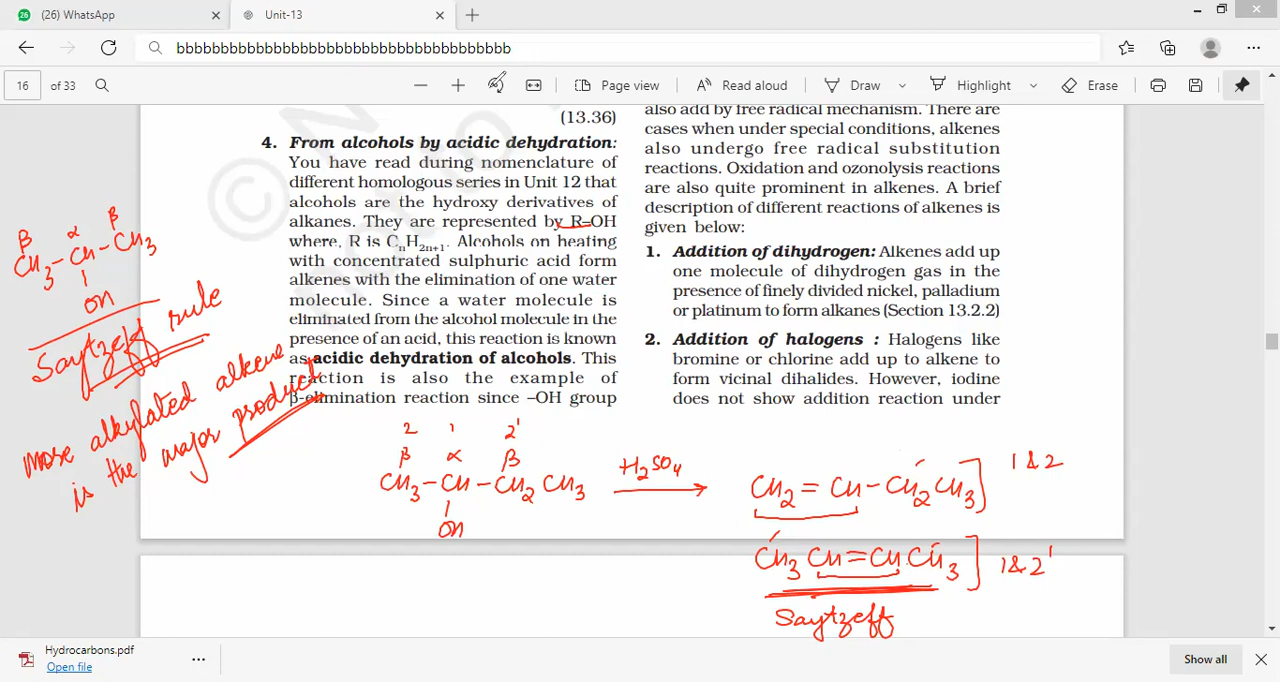 (26) WhatsApp
Unit-13
bbbbbbbbbbbbbbbbbbbbbbbbbbbbbbbbbbbbb
16 of 33
Page view
Read aloud
Draw
Highlight
Erase
(13.36)
4. From alcohols by acidic dehydration:
You have read during nomenclature of
different homologous series in Unit 12 that
alcohols are the hydroxy derivatives of
alkanes. They are represented by R–OH
where, R is CnH2n+1. Alcohols on heating
with concentrated sulphuric acid form
alkenes with the elimination of one water
molecule. Since a water molecule is
eliminated from the alcohol molecule in the
presence of an acid, this reaction is known
as acidic dehydration of alcohols. This
reaction is also the example of
β-elimination reaction since –OH group
also add by free radical mechanism. There are
cases when under special conditions, alkenes
also undergo free radical substitution
reactions. Oxidation and ozonolysis reactions
are also quite prominent in alkenes. A brief
description of different reactions of alkenes is
given below:
1. Addition of dihydrogen: Alkenes add up
one molecule of dihydrogen gas in the
presence of finely divided nickel, palladium
or platinum to form alkanes (Section 13.2.2)
2. Addition of halogens : Halogens like
bromine or chlorine add up to alkene to
form vicinal dihalides. However, iodine
does not show addition reaction under
β α β
CH3–CH–CH3
OH
Saytzeff rule
more alkylated alkene
is the major product
2 1 2'
β α β
CH3–CH–CH2 CH3
OH
H2SO4
CH2=CH–CH2CH3] 1&2
CH3CH=CHCH3] 1&2'
Saytzeff
Hydrocarbons.pdf
Open file
Show all